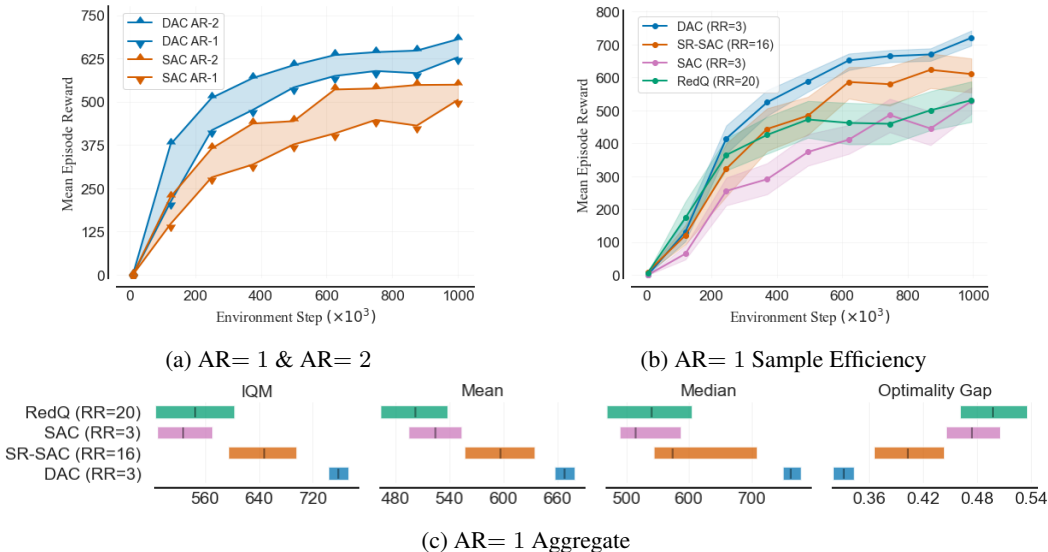 750
625
500
375
250
125
0
Mean Episode Reward
DAC AR-2
DAC AR-1
SAC AR-2
SAC AR-1
0 200 400 600 800 1000
Environment Step (×10³)
(a) AR= 1 & AR= 2
800
700
600
500
400
300
200
100
0
Mean Episode Reward
DAC (RR=3)
SR-SAC (RR=16)
SAC (RR=3)
RedQ (RR=20)
0 200 400 600 800 1000
Environment Step (×10³)
(b) AR= 1 Sample Efficiency
IQM Mean Median Optimality Gap
RedQ (RR=20)
SAC (RR=3)
SR-SAC (RR=16)
DAC (RR=3)
560 640 720 480 540 600 660 500 600 700 0.36 0.42 0.48 0.54
(c) AR= 1 Aggregate